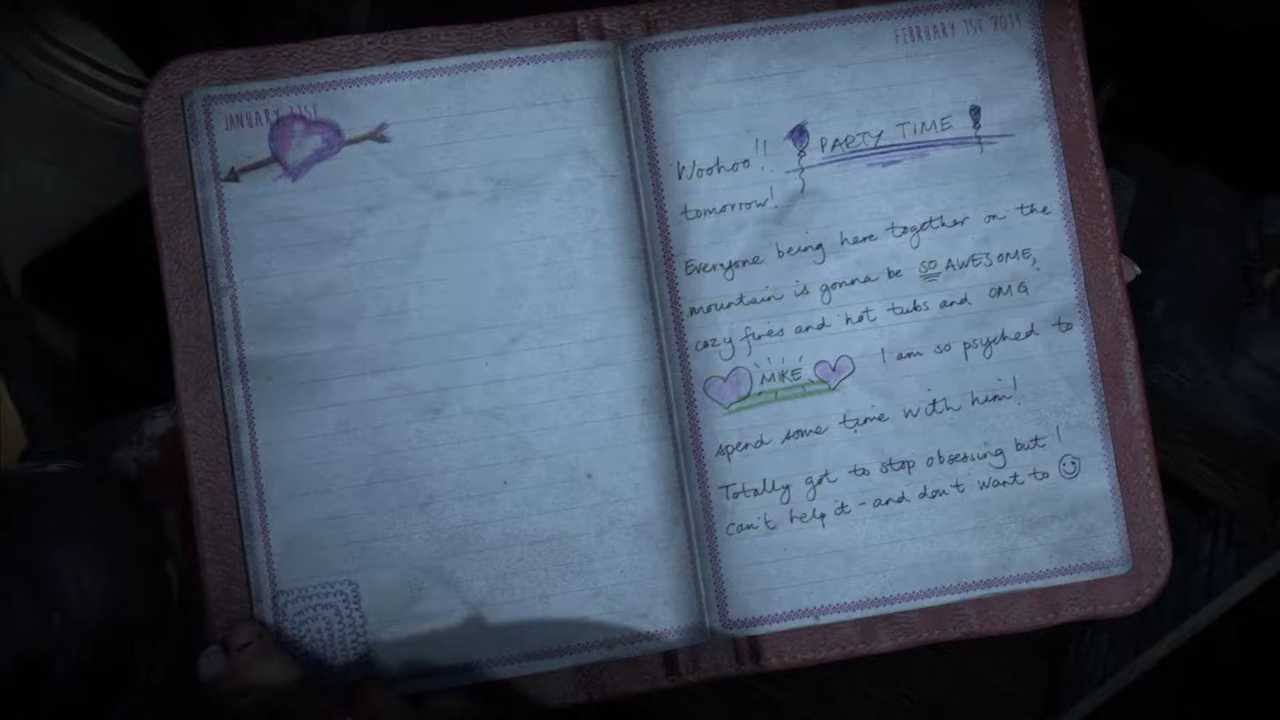 JANUARY 31ST
FEBRUARY 1ST 2014
Woohoo!! PARTY TIME
tomorrow!
Everyone being here together on the
mountain is gonna be SO AWESOME,
cozy fires and hot tubs and OMG
MIKE I am so psyched to
spend some time with him!
Totally got to stop obsessing but I
can't help it - and don't want to